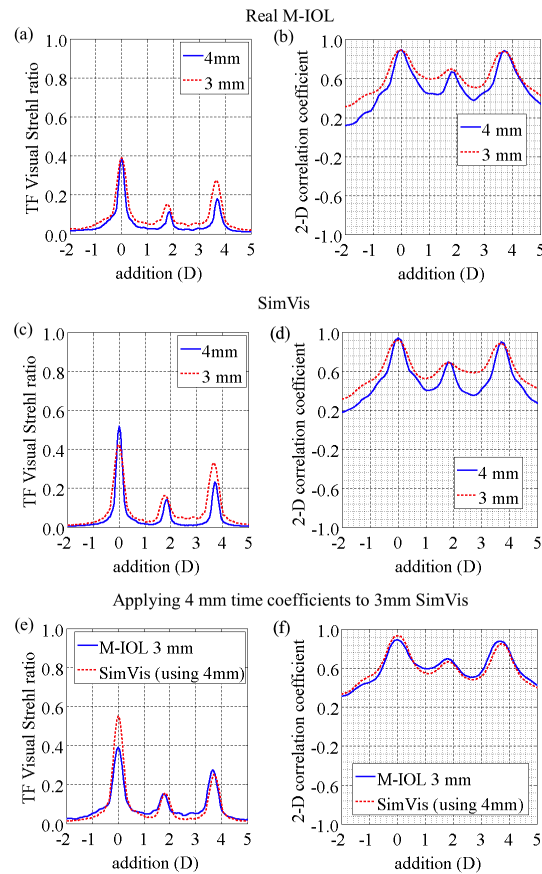 Real M-IOL
(a)
TF Visual Strehl ratio
1.0
0.8
0.6
0.4
0.2
0.0
4mm
3 mm
-2 -1 0 1 2 3 4 5
addition (D)
(b)
2-D correlation coefficient
1.0
0.6
0.2
-0.2
-0.6
-1.0
4 mm
3 mm
-2 -1 0 1 2 3 4 5
addition (D)
SimVis
(c)
TF Visual Strehl ratio
1.0
0.8
0.6
0.4
0.2
0.0
4mm
3 mm
-2 -1 0 1 2 3 4 5
addition (D)
(d)
2-D correlation coefficient
1.0
0.6
0.2
-0.2
-0.6
-1.0
4 mm
3 mm
-2 -1 0 1 2 3 4 5
addition (D)
Applying 4 mm time coefficients to 3mm SimVis
(e)
TF Visual Strehl ratio
1.0
0.8
0.6
0.4
0.2
0.0
M-IOL 3 mm
SimVis (using 4mm)
-2 -1 0 1 2 3 4 5
addition (D)
(f)
2-D correlation coefficient
1.0
0.6
0.2
-0.2
-0.6
-1.0
M-IOL 3 mm
SimVis (using 4mm)
-2 -1 0 1 2 3 4 5
addition (D)